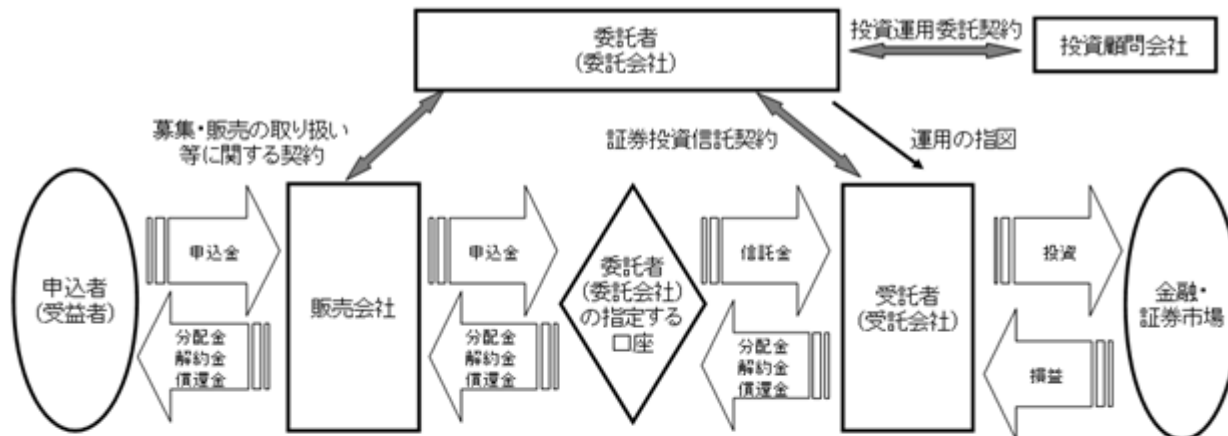 委託者
(委託会社)
投資運用委託契約
投資顧問会社
募集・販売の取り扱い
等に関する契約
証券投資信託契約
運用の指図
申込者
(受益者)
申込金
分配金
解約金
償還金
販売会社
申込金
分配金
解約金
償還金
委託者
(委託会社)
の指定する
口座
信託金
分配金
解約金
償還金
受託者
(受託会社)
投資
損益
金融・
証券市場